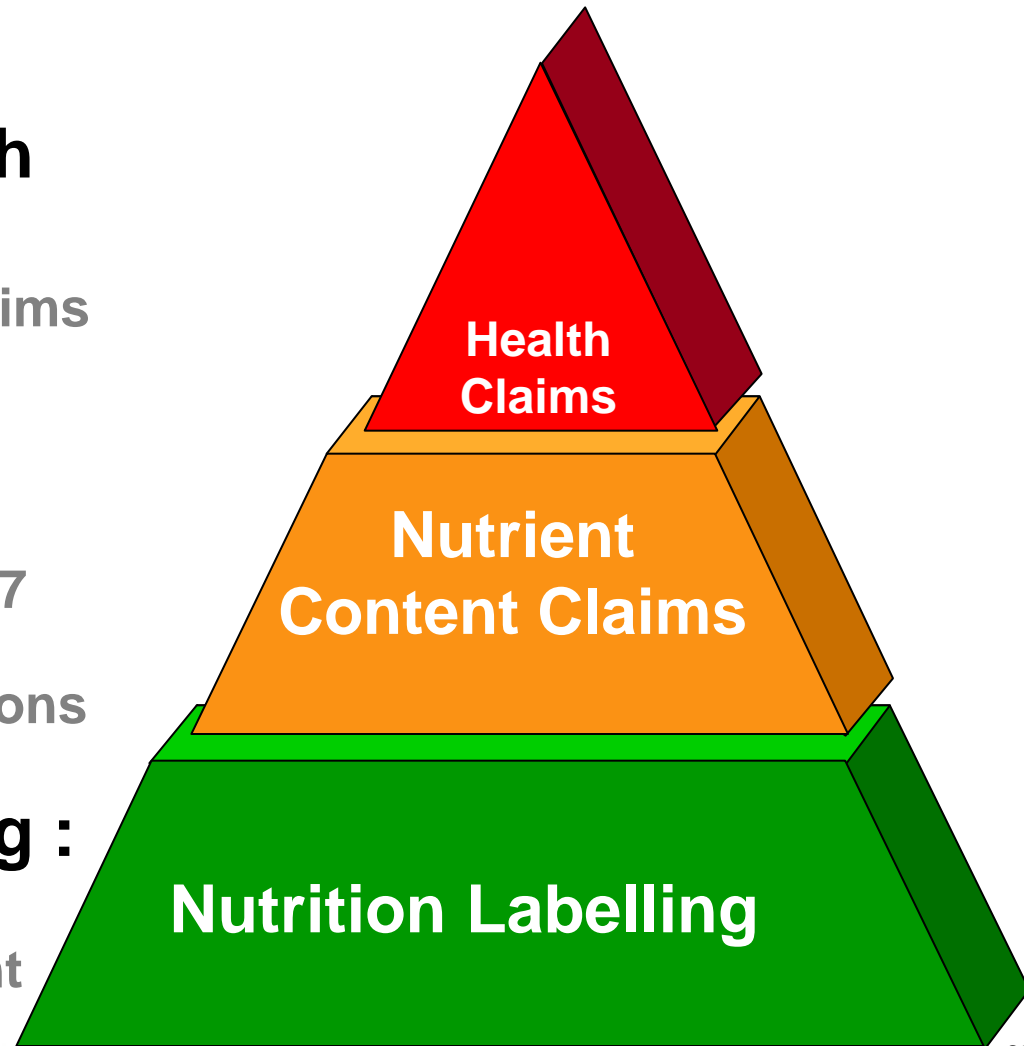 h
ims
7
ons
g :
nt
Health
Claims
Nutrient
Content Claims
Nutrition Labelling